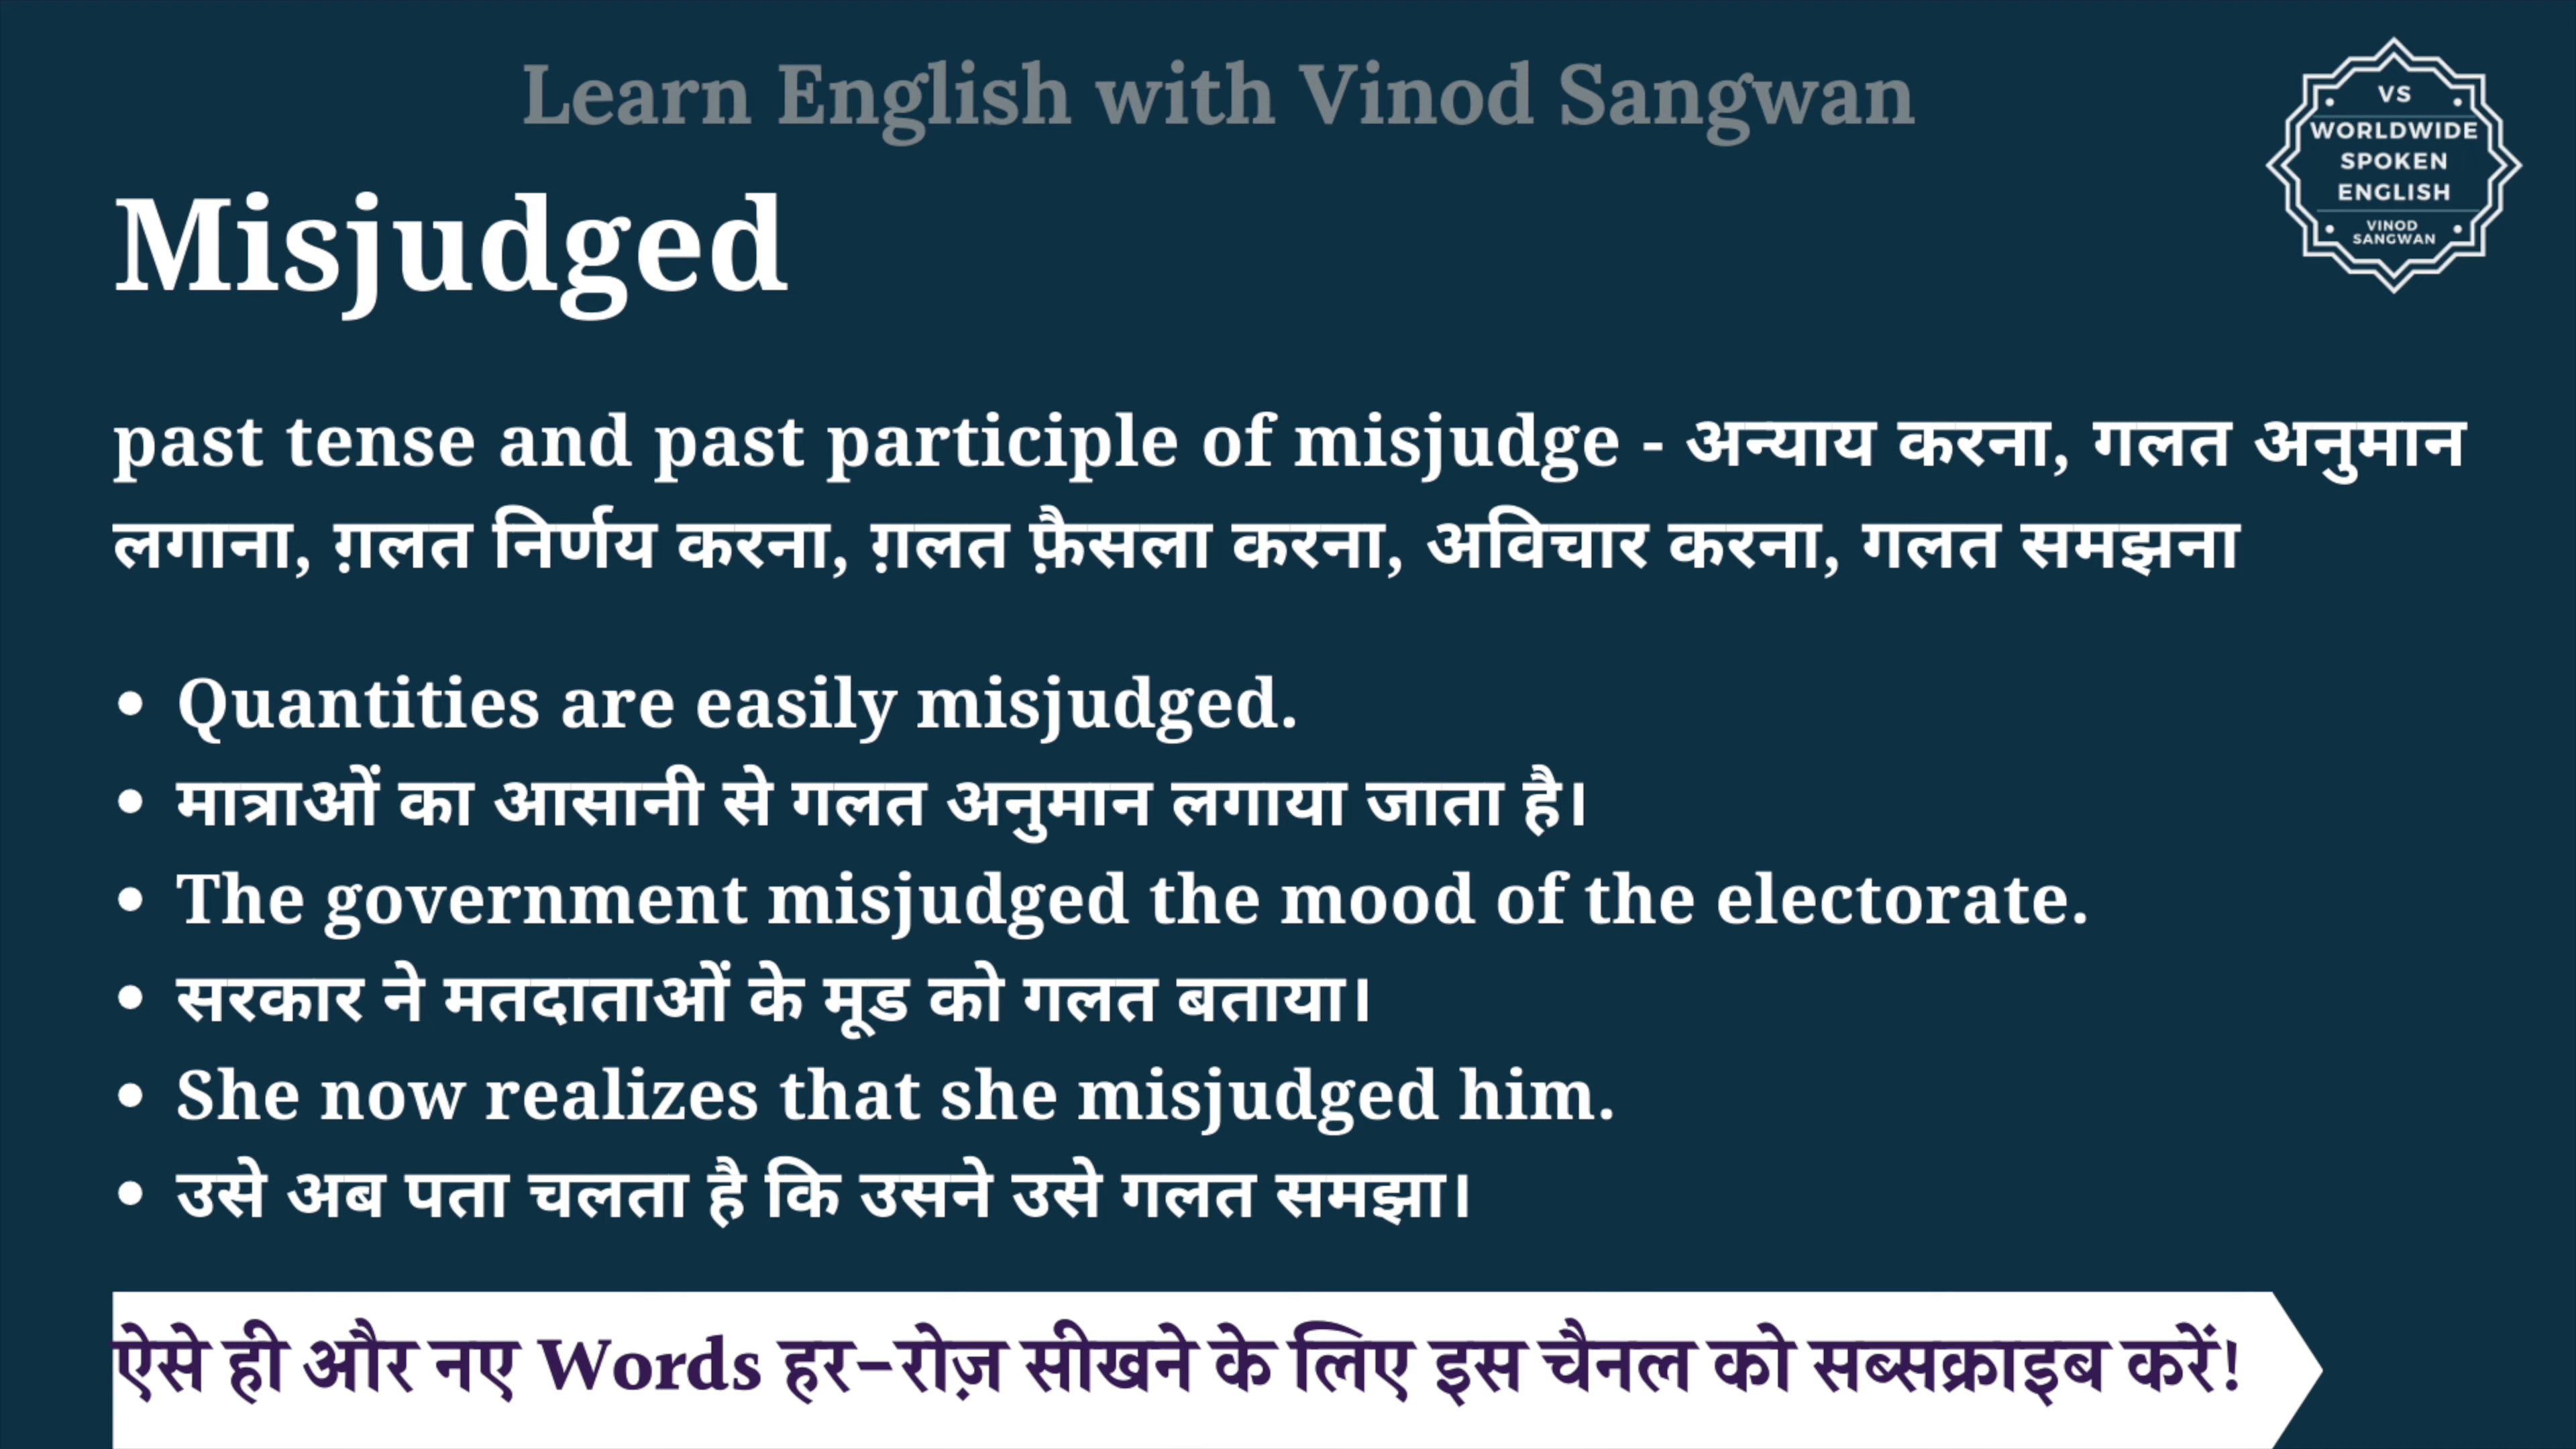 Learn English with Vinod Sangwan
VS
WORLDWIDE
SPOKEN
ENGLISH
VINOD
SANGWAN
Misjudged
past tense and past participle of misjudge - अन्याय करना, गलत अनुमान
लगाना, ग़लत निर्णय करना, ग़लत फ़ैसला करना, अविचार करना, गलत समझना
• Quantities are easily misjudged.
• मात्राओं का आसानी से गलत अनुमान लगाया जाता है।
• The government misjudged the mood of the electorate.
• सरकार ने मतदाताओं के मूड को गलत बताया।
• She now realizes that she misjudged him.
• उसे अब पता चलता है कि उसने उसे गलत समझा।
ऐसे ही और नए Words हर-रोज़ सीखने के लिए इस चैनल को सब्सक्राइब करें!